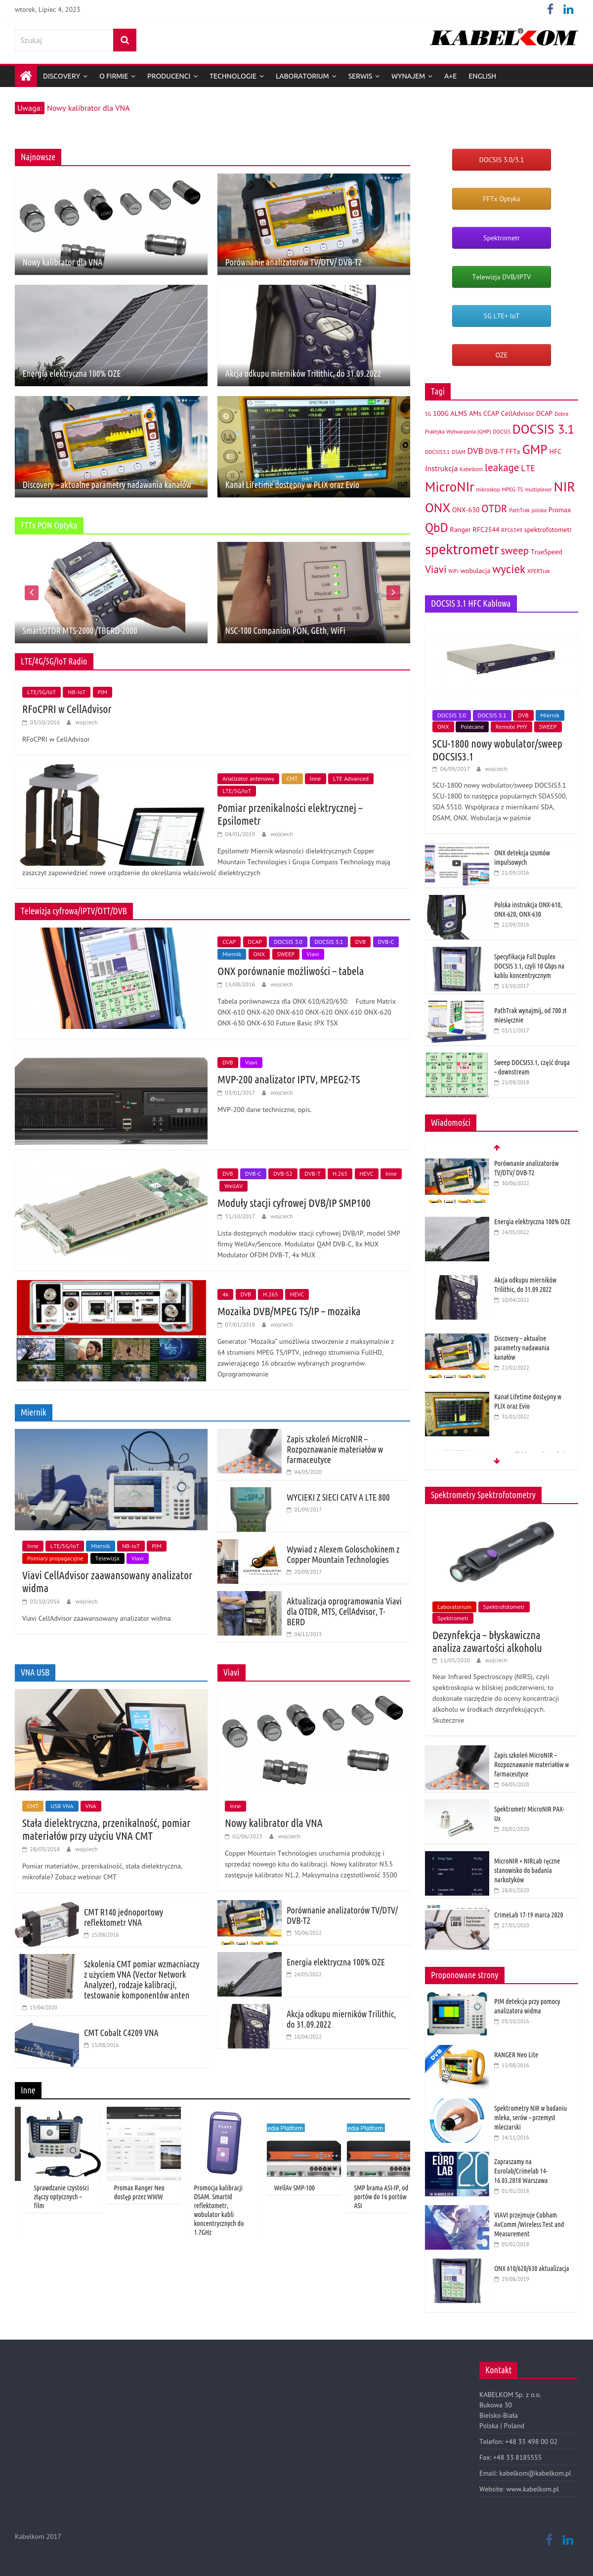 wtorek, Lipiec 4, 2023
Szukaj
KABELKOM
DISCOVERY
O FIRMIE
PRODUCENCI
TECHNOLOGIE
LABORATORIUM
SERWIS
WYNAJEM
A+E
ENGLISH
Uwaga: Nowy kalibrator dla VNA
Najnowsze
Nowy kalibrator dla VNA
Porównanie analizatorów TV/DTV/ DVB-T2
Energia elektryczna 100% OZE
Akcja odkupu mierników Trilithic, do 31.09.2022
Discovery – aktualne parametry nadawania kanałów
Kanał Lifetime dostępny w PLIX oraz Evio
FTTx PON Optyka
SmartOTDR MTS-2000 /TBERD-2000
NSC-100 Companion PON, GEth, WiFi
LTE/4G/5G/IoT Radio
LTE/5G/IoT NB-IoT PIM
RFoCPRI w CellAdvisor
03/10/2016 wojciech
RFoCPRI w CellAdvisor
Analizator antenowy CMT Inne LTE Advanced
LTE/5G/IoT
Pomiar przenikalności elektrycznej – Epsilometr
04/01/2019 wojciech
Epsilometr Miernik własności dielektrycznych Copper Mountain Technologies i Grupa Compass Technology mają zaszczyt zapowiedzieć nowe urządzenie do określania właściwość dielektrycznych
Telewizja cyfrowa/IPTV/OTT/DVB
CCAP DCAP DOCSIS 3.0 DOCSIS 3.1 DVB DVB-C
Miernik ONX SWEEP Viavi
ONX porównanie możliwości – tabela
15/08/2016 wojciech
Tabela porównawcza dla ONX 610/620/630: Future Matrix ONX-610 ONX-620 ONX-610 ONX-620 ONX-610 ONX-620 ONX-630 ONX-630 Future Basic IPX TSX
DVB Viavi
MVP-200 analizator IPTV, MPEG2-TS
03/01/2017 wojciech
MVP-200 dane techniczne, opis.
DVB DVB-C DVB-S2 DVB-T H.265 HEVC Inne
WellAV
Moduły stacji cyfrowej DVB/IP SMP100
31/10/2017 wojciech
Lista dostępnych modułów stacji cyfrowej DVB/IP, model SMP firmy WellAv/Sencore. Modulator QAM DVB-C, 8x MUX Modulator OFDM DVB-T, 4x MUX
4k DVB H.265 HEVC
Mozaika DVB/MPEG TS/IP – mozaika
07/01/2018 wojciech
Generator "Mozaika" umożliwia stworzenie z maksymalnie z 64 strumieni MPEG TS/IPTV, jednego strumienia FullHD, zawierającego 16 obrazów wybranych programów. Oprogramowanie
Miernik
Inne LTE/5G/IoT Miernik NB-IoT PIM
Pomiary propagacyjne Telewizja Viavi
Viavi CellAdvisor zaawansowany analizator widma
03/10/2016 wojciech
Viavi CellAdvisor zaawansowany analizator widma
Zapis szkoleń MicroNIR – Rozpoznawanie materiałów w farmaceutyce
04/05/2020
WYCIEKI Z SIECI CATV A LTE 800
01/09/2017
Wywiad z Alexem Goloschokinem z Copper Mountain Technologies
20/09/2017
Aktualizacja oprogramowania Viavi dla OTDR, MTS, CellAdvisor, T-BERD
04/12/2015
VNA USB
CMT USB VNA VNA
Stała dielektryczna, przenikalność, pomiar materiałów przy użyciu VNA CMT
28/03/2018 wojciech
Pomiar materiałów, przenikalność, stała dielektryczna, mikrofale? Zobacz webinar CMT
CMT R140 jednoportowy reflektometr VNA
15/08/2016
Szkolenia CMT pomiar wzmacniaczy z użyciem VNA (Vector Network Analyzer), rodzaje kalibracji, testowanie komponentów anten
15/04/2020
CMT Cobalt C4209 VNA
15/08/2016
Viavi
Inne
Nowy kalibrator dla VNA
02/06/2023 wojciech
Copper Mountain Technologies uruchamia produkcję i sprzedaż nowego kitu do kalibracji. Nowy kalibrator N3.5 zastępuje kalibrator N1.2. Maksymalna częstotliwość 3500
Porównanie analizatorów TV/DTV/ DVB-T2
30/06/2022
Energia elektryczna 100% OZE
24/05/2022
Akcja odkupu mierników Trilithic, do 31.09.2022
10/04/2022
Inne
Sprawdzanie czystości złączy optycznych – film
Promax Ranger Neo dostęp przez WWW
Promocja kalibracji DSAM. Smartid reflektometr, wobulator kabli koncentrycznych do 1.7GHz
edia Platform
WellAv SMP-100
edia Platform
SMP brama ASI-IP, od portów do 16 portów ASI
DOCSIS 3.0/3.1
FFTx Optyka
Spektrometr
Telewizja DVB/IPTV
5G LTE+ IoT
OZE
Tagi
5G 100G ALMS AMs CCAP CellAdvisor DCAP Dobra Praktyka Wytwarzania (GMP) DOCSIS DOCSIS 3.1 DOCSIS3.1 DSAM DVB DVB-T FFTx GMP HFC Instrukcja Kabelkom leakage LTE MicroNIr mikroskop MPEG-TS multiplexer NIR ONX ONX-630 OTDR PathTrak polska Promax QbD Ranger RFC2544 RFC6349 spektrofotometr spektrometr sweep TrueSpeed Viavi WiFi wobulacja wyciek XPERTrak
DOCSIS 3.1 HFC Kablowa
DOCSIS 3.0 DOCSIS 3.1 DVB Miernik
ONX Polecane Remote PHY SWEEP
SCU-1800 nowy wobulator/sweep DOCSIS3.1
06/09/2017 wojciech
SCU-1800 nowy wobulator/sweep DOCSIS3.1 SCU-1800 to następca popularnych SDA5500, SDA 5510. Współpraca z miernikami SDA, DSAM, ONX. Wobulacja w paśmie
ONX detekcja szumów impulsowych
21/09/2016
Polska instrukcja ONX-610, ONX-620, ONX-630
22/09/2016
Specyfikacja Full Duplex DOCSIS 3.1, czyli 10 Gbps na kablu koncentrycznym
13/10/2017
PathTrak wynajmij, od 700 zł miesięcznie
03/11/2017
Sweep DOCSIS3.1, część druga – downstream
25/09/2018
Wiadomości
Porównanie analizatorów TV/DTV/ DVB-T2
30/06/2022
Energia elektryczna 100% OZE
24/05/2022
Akcja odkupu mierników Trilithic, do 31.09.2022
10/04/2022
Discovery – aktualne parametry nadawania kanałów
22/02/2022
Kanał Lifetime dostępny w PLIX oraz Evio
31/01/2022
Spektrometry Spektrofotometry
Laboratorium Spektrofotometr
Spektrometr
Dezynfekcja – błyskawiczna analiza zawartości alkoholu
11/05/2020 wojciech
Near Infrared Spectroscopy (NIRS), czyli spektroskopia w bliskiej podczerwieni, to doskonałe narzędzie do oceny koncentracji alkoholu w środkach dezynfekujących. Skutecznie
Zapis szkoleń MicroNIR – Rozpoznawanie materiałów w farmaceutyce
04/05/2020
Spektrometr MicroNIR PAX-Ux
20/02/2020
MicroNIR + NIRLab ręczne stanowisko do badania narkotyków
28/01/2020
CrimeLab 17-19 marca 2020
27/01/2020
Proponowane strony
PIM detekcja przy pomocy analizatora widma
03/10/2016
RANGER Neo Lite
15/08/2016
Spektrometry NIR w badaniu mleka, serów – przemysł mleczarski
24/11/2016
Zapraszamy na Eurolab/Crimelab 14-16.03.2018 Warszawa
01/01/2018
VIAVI przejmuje Cobham AvComm /Wireless Test and Measurement
05/02/2018
ONX 610/620/630 aktualizacja
29/08/2019
Kontakt
KABELKOM Sp. z o.o.
Bukowa 30
Bielsko-Biała
Polska | Poland
Telefon: +48 33 498 00 02
Fax: +48 33 8185555
Email: kabelkom@kabelkom.pl
Website: www.kabelkom.pl
Kabelkom 2017